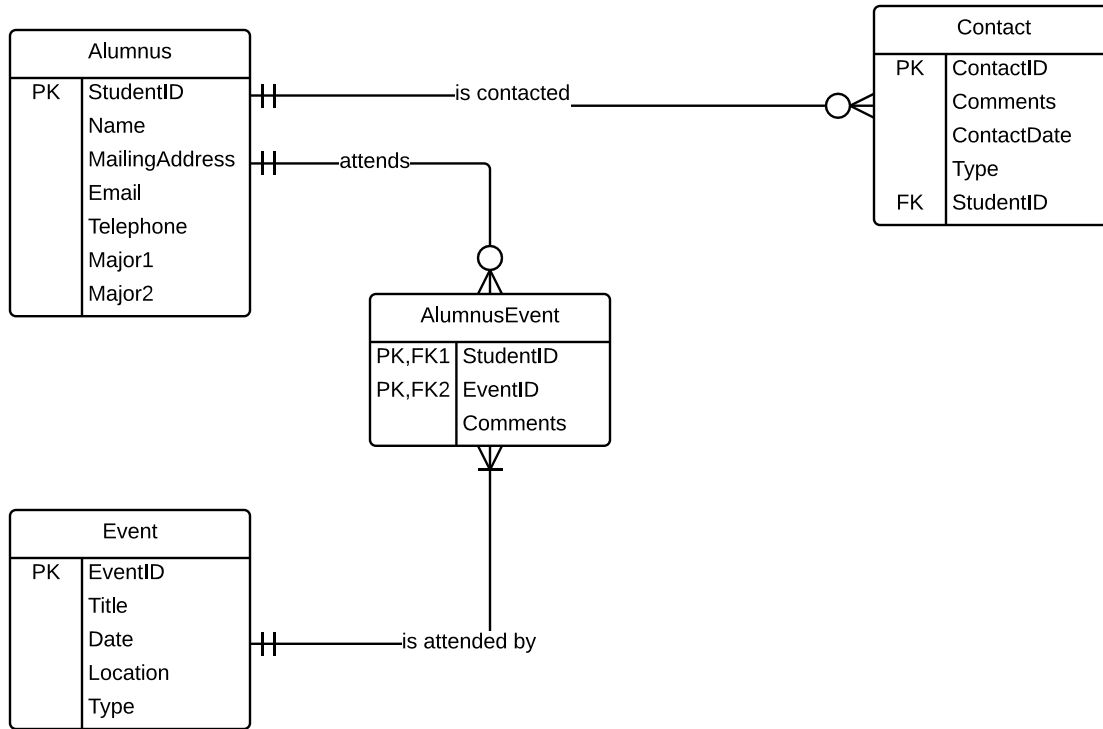 Alumnus
PK StudentID
Name
MailingAddress
Email
Telephone
Major1
Major2
is contacted
attends
Contact
PK ContactID
Comments
ContactDate
Type
FK StudentID
AlumnusEvent
PK,FK1 StudentID
PK,FK2 EventID
Comments
Event
PK EventID
Title
Date
Location
Type
is attended by